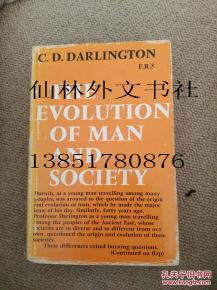 C. D. DARLINGTON
F.R.S
THE
仙林外文书社
EVOLUTION
OF MAN
AND
13851780876
SOCIETY
Darwin, as a young man travelling among many
peoples, was aroused to the question of the origin
and evolution of man, which he made the major
issue of his day. Similarly, forty years ago,
Professor Darlington as a young man travelling
among the peoples of the Ancient East, whose
cultures are so diverse and so different from our
own, questioned the origin and evolution of these
societies.
These differences raised burning questions,
(Continued on flap)